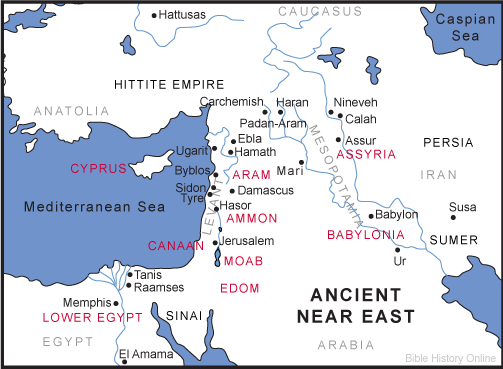 Hattusas
CAUCASUS
Caspian
Sea
HITTITE EMPIRE
ANATOLIA
Carchemish
Haran
Nineveh
Calah
Padan-Aram
Ebla
Hamath
Ugarit
Assur
ASSYRIA
MESOPOTAMIA
PERSIA
IRAN
CYPRUS
Byblos
ARAM
Mari
Sidon
Tyre
Damascus
Mediterranean Sea
Hasor
LEVANT
AMMON
Babylon
Susa
BABYLONIA
SUMER
CANAAN
Jerusalem
MOAB
Ur
Tanis
Raamses
EDOM
Memphis
LOWER EGYPT
SINAI
ANCIENT
NEAR EAST
EGYPT
ARABIA
El Amama
Bible History Online